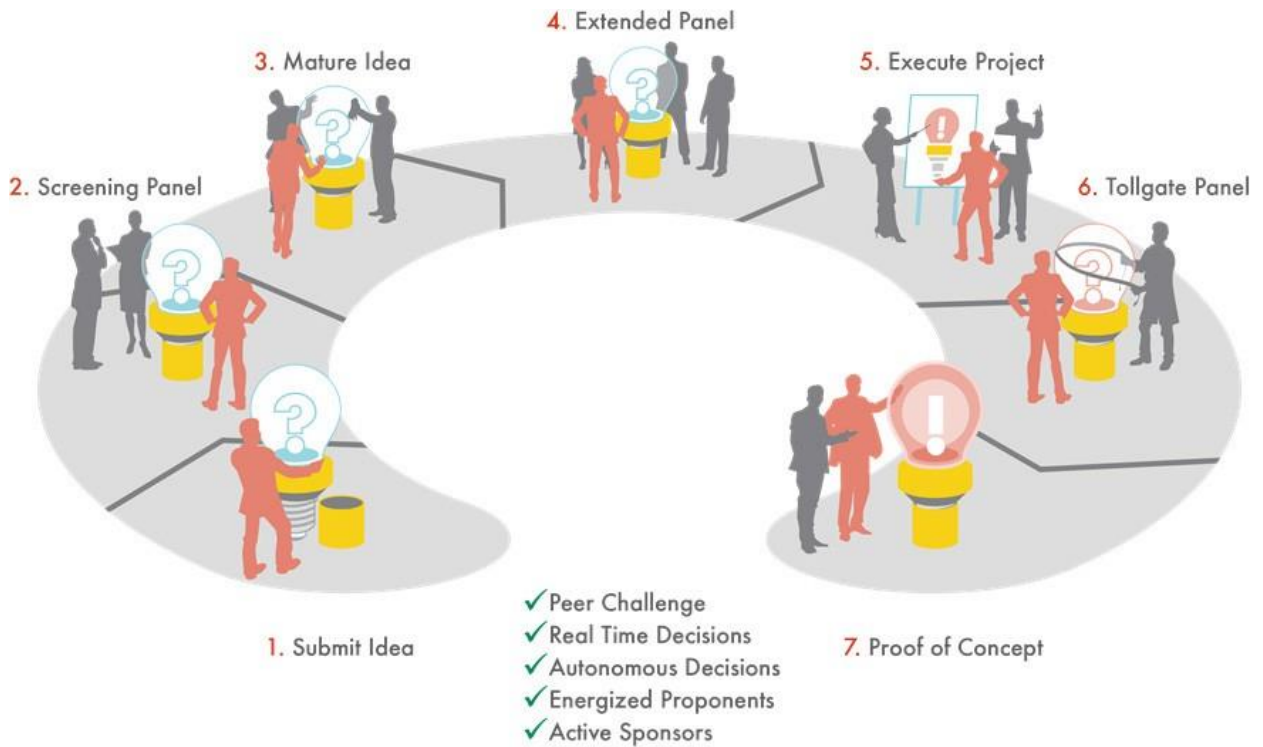 4. Extended Panel
3. Mature Idea
5. Execute Project
2. Screening Panel
6. Tollgate Panel
?
?
?
!
?
?
!
1. Submit Idea
7. Proof of Concept
✓Peer Challenge
✓Real Time Decisions
✓Autonomous Decisions
✓Energized Proponents
✓Active Sponsors